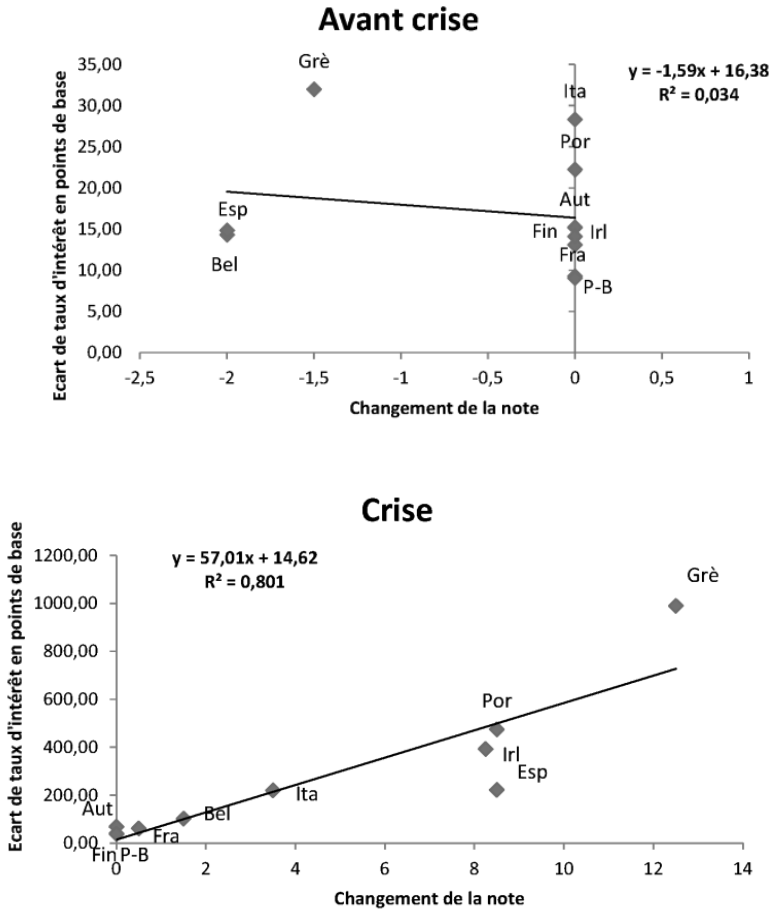 Avant crise
Ecart de taux d'intérêt en points de base
35,00
30,00
25,00
20,00
15,00
10,00
5,00
0,00
y = -1,59x + 16,38
R² = 0,034
Grè
Ita
Por
Aut
Esp
Fin
Irl
Fra
Bel
P-B
-2,5
-2
-1,5
-1
-0,5
0
0,5
1
Changement de la note
Crise
Ecart de taux d'intérêt en points de base
1200,00
1000,00
800,00
600,00
400,00
200,00
0,00
y = 57,01x + 14,62
R² = 0,801
Grè
Por
Irl
Esp
Ita
Aut
Bel
Fra
Fin
P-B
0
2
4
6
8
10
12
14
Changement de la note